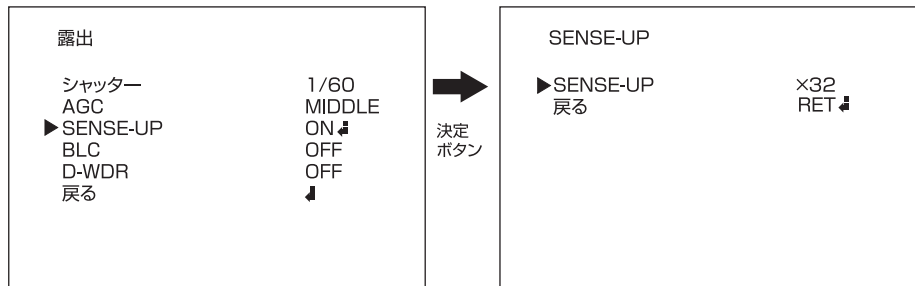 露出
シャッター 1/60
AGC MIDDLE
▶SENSE-UP ON↲
BLC OFF
D-WDR OFF
戻る ↲
決定
ボタン
SENSE-UP
▶SENSE-UP ×32
戻る RET↲